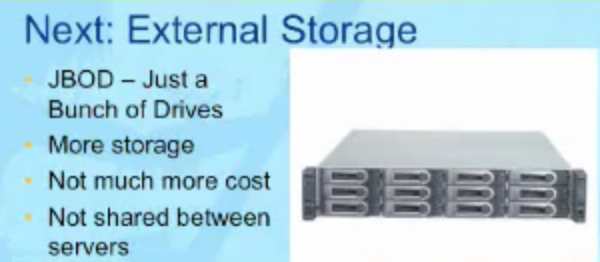 Next: External Storage
JBOD – Just a
Bunch of Drives
More storage
Not much more cost
Not shared between
servers